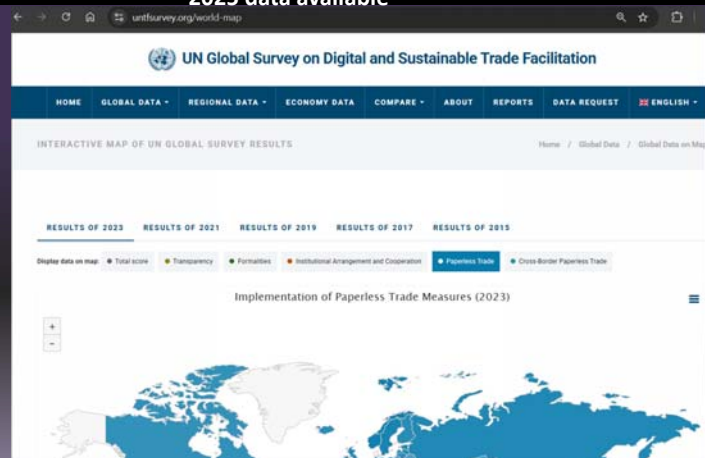 2023 data available
untfsurvey.org/world-map
UN Global Survey on Digital and Sustainable Trade Facilitation
HOME GLOBAL DATA REGIONAL DATA ECONOMY DATA COMPARE ABOUT REPORTS DATA REQUEST ENGLISH
INTERACTIVE MAP OF UN GLOBAL SURVEY RESULTS Home / Global Data / Global Data on Map
RESULTS OF 2023 RESULTS OF 2021 RESULTS OF 2019 RESULTS OF 2017 RESULTS OF 2015
Display data on map Total score Transparency Formalities Institutional Arrangement and Cooperation Paperless Trade Cross-Border Paperless Trade
Implementation of Paperless Trade Measures (2023)
+
−